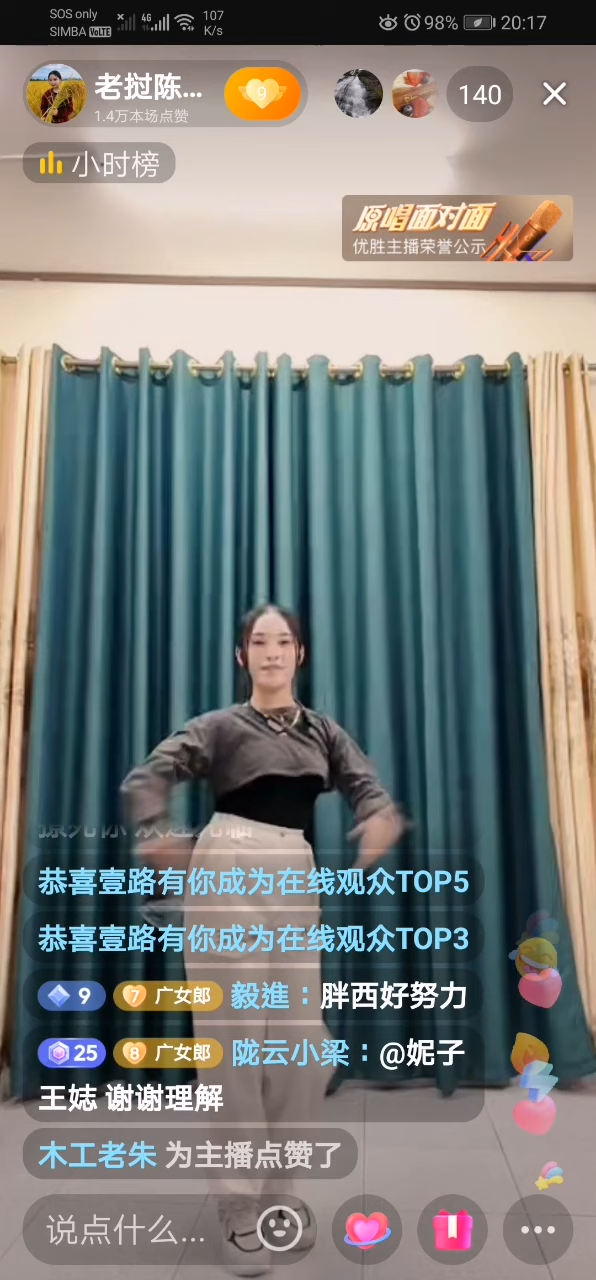 SOS only
SIMBA VoLTE
4G
107
K/s
98%
20:17
老挝陈...
1.4万本场点赞
9
140
小时榜
原唱面对面
优胜主播荣誉公示
恭喜壹路有你成为在线观众TOP5
恭喜壹路有你成为在线观众TOP3
9 7 广女郎 毅進：胖西好努力
25 8 广女郎 陇云小梁：@妮子
王娡 谢谢理解
木工老朱 为主播点赞了
说点什么...